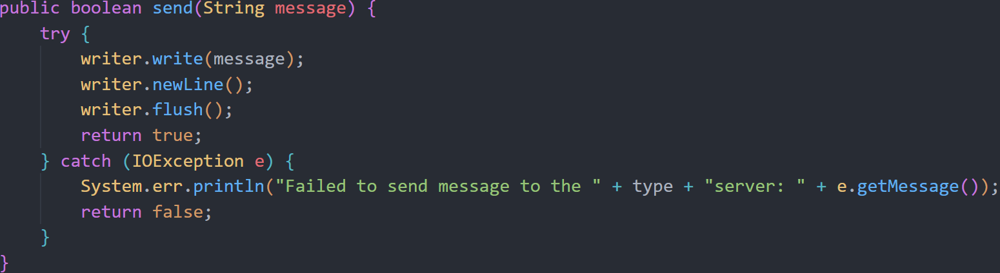 public boolean send(String message) {
    try {
        writer.write(message);
        writer.newLine();
        writer.flush();
        return true;
    } catch (IOException e) {
        System.err.println("Failed to send message to the " + type + "server: " + e.getMessage());
        return false;
    }
}